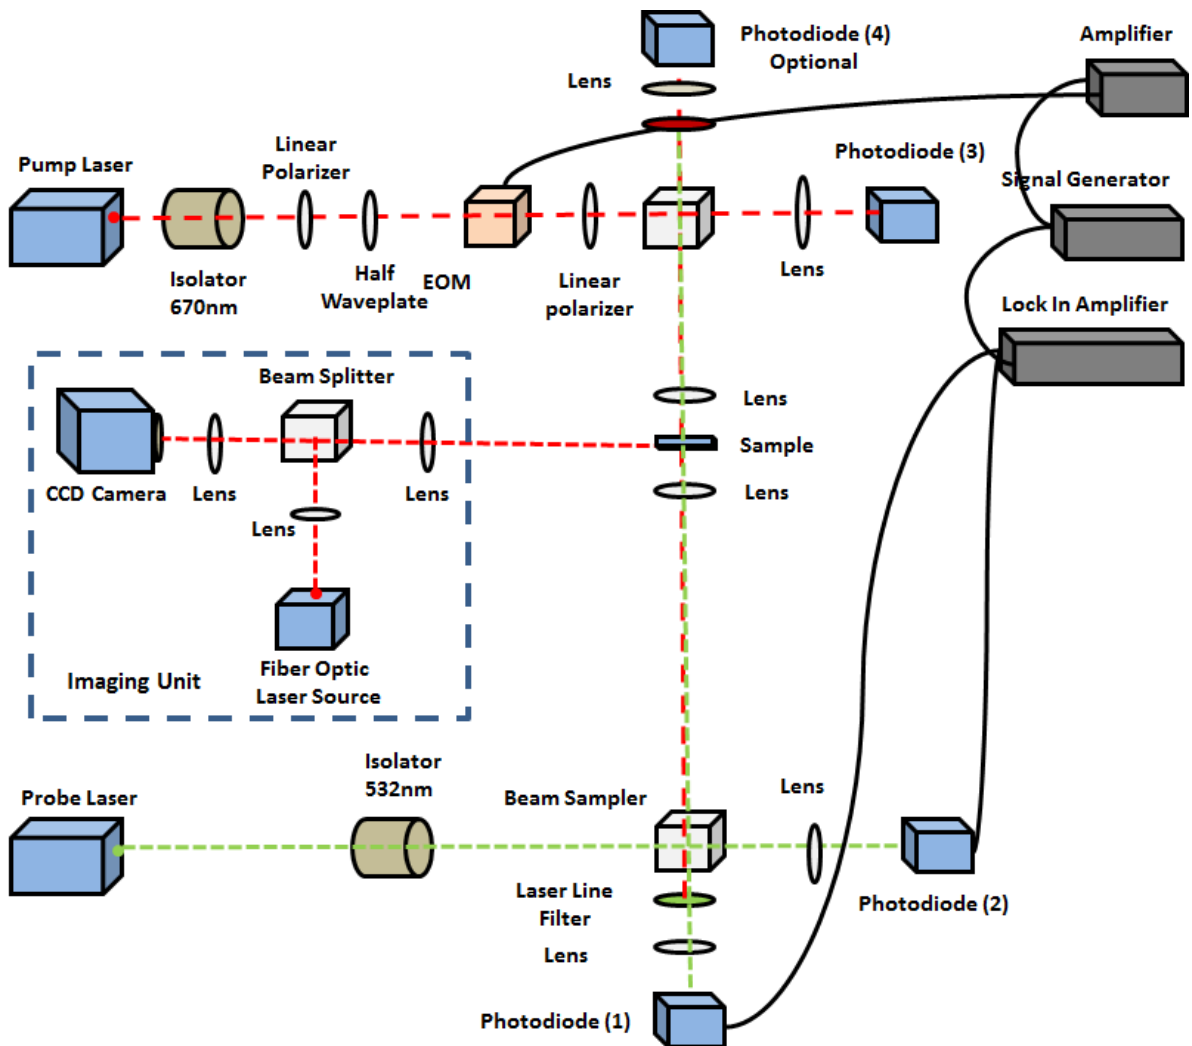 Photodiode (4)
Optional
Amplifier
Lens
Linear
Polarizer
Pump Laser
Photodiode (3)
Signal Generator
Isolator
670nm
Half
Waveplate
EOM
Linear
polarizer
Lens
Lock In Amplifier
Beam Splitter
Lens
Sample
CCD Camera
Lens
Lens
Lens
Lens
Fiber Optic
Laser Source
Imaging Unit
Isolator
532nm
Probe Laser
Beam Sampler
Lens
Laser Line
Filter
Photodiode (2)
Lens
Photodiode (1)